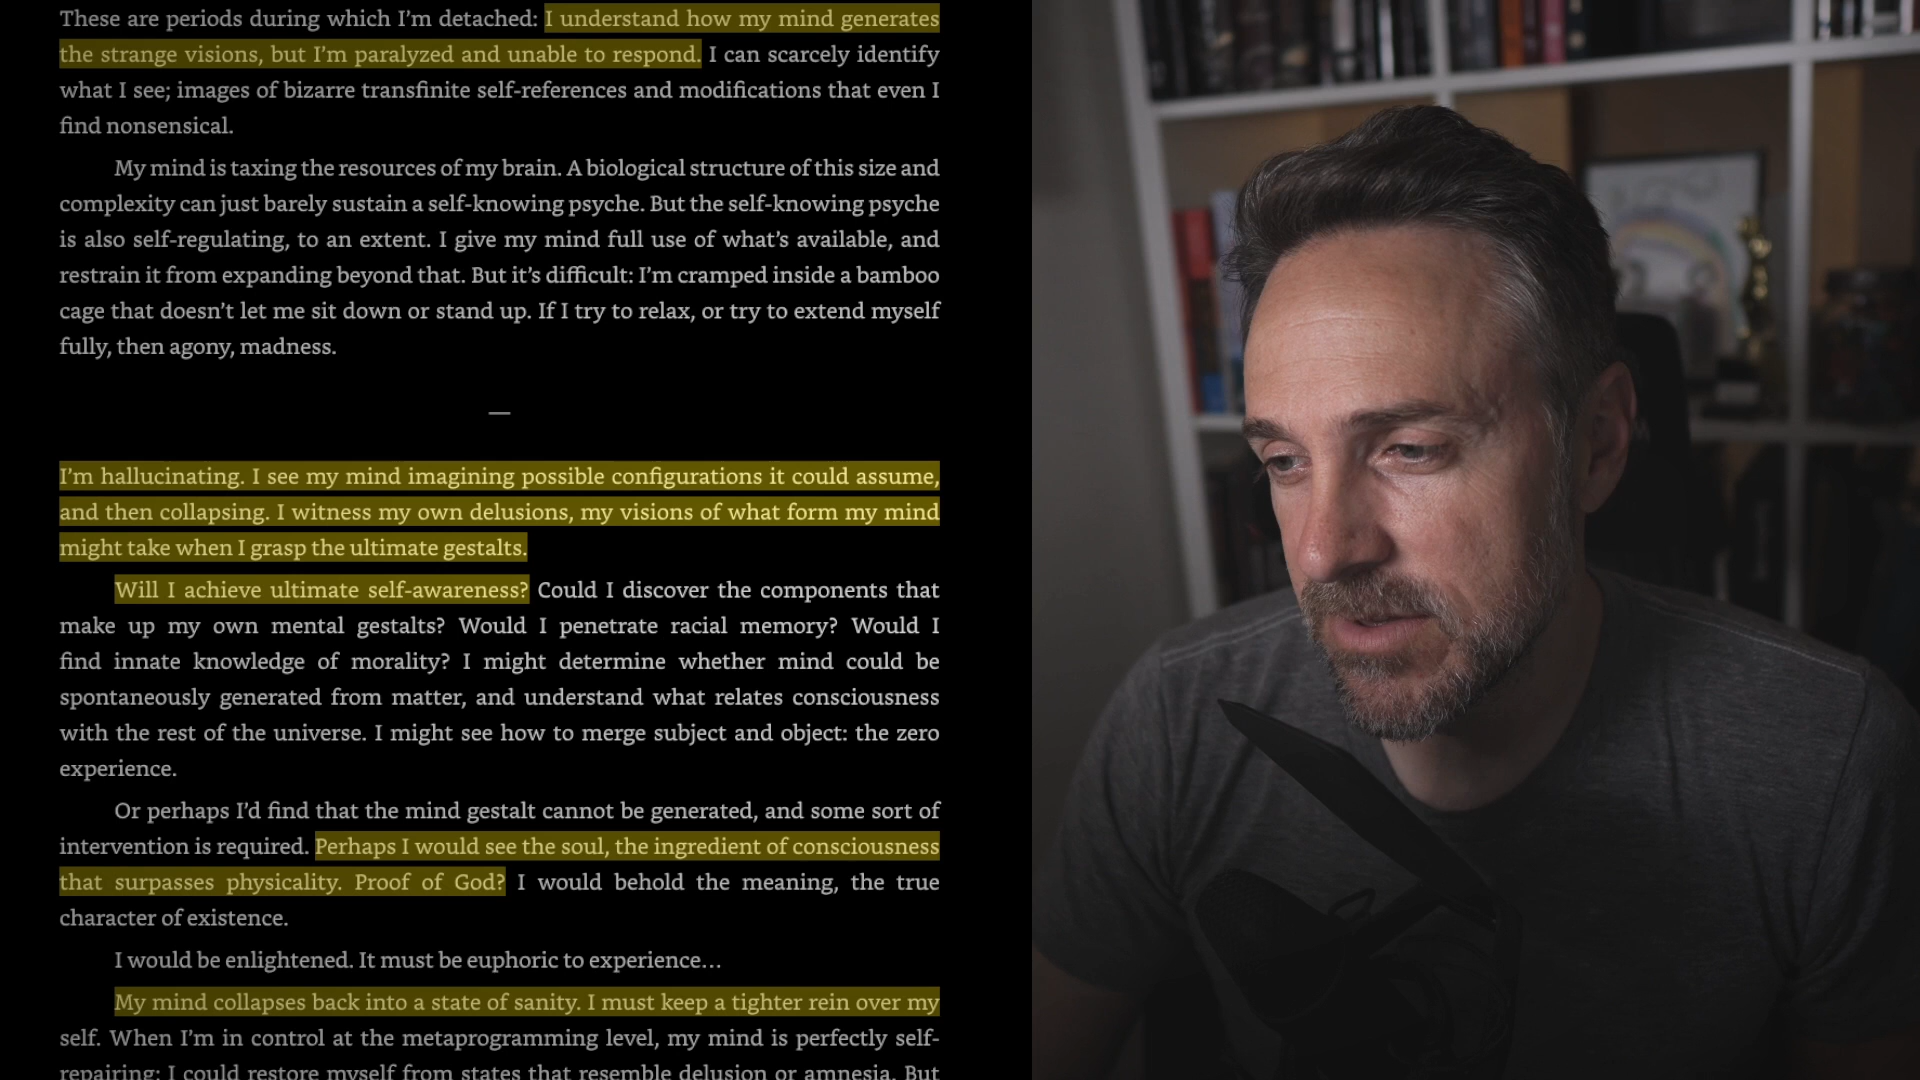 These are periods during which I’m detached: I understand how my mind generates
the strange visions, but I’m paralyzed and unable to respond. I can scarcely identify
what I see; images of bizarre transfinite self-references and modifications that even I
find nonsensical.
My mind is taxing the resources of my brain. A biological structure of this size and
complexity can just barely sustain a self-knowing psyche. But the self-knowing psyche
is also self-regulating, to an extent. I give my mind full use of what’s available, and
restrain it from expanding beyond that. But it’s difficult: I’m cramped inside a bamboo
cage that doesn’t let me sit down or stand up. If I try to relax, or try to extend myself
fully, then agony, madness.
—
I’m hallucinating. I see my mind imagining possible configurations it could assume,
and then collapsing. I witness my own delusions, my visions of what form my mind
might take when I grasp the ultimate gestalts.
Will I achieve ultimate self-awareness? Could I discover the components that
make up my own mental gestalts? Would I penetrate racial memory? Would I
find innate knowledge of morality? I might determine whether mind could be
spontaneously generated from matter, and understand what relates consciousness
with the rest of the universe. I might see how to merge subject and object: the zero
experience.
Or perhaps I’d find that the mind gestalt cannot be generated, and some sort of
intervention is required. Perhaps I would see the soul, the ingredient of consciousness
that surpasses physicality. Proof of God? I would behold the meaning, the true
character of existence.
I would be enlightened. It must be euphoric to experience…
My mind collapses back into a state of sanity. I must keep a tighter rein over my
self. When I’m in control at the metaprogramming level, my mind is perfectly self-
repairing; I could restore myself from states that resemble delusion or amnesia. But